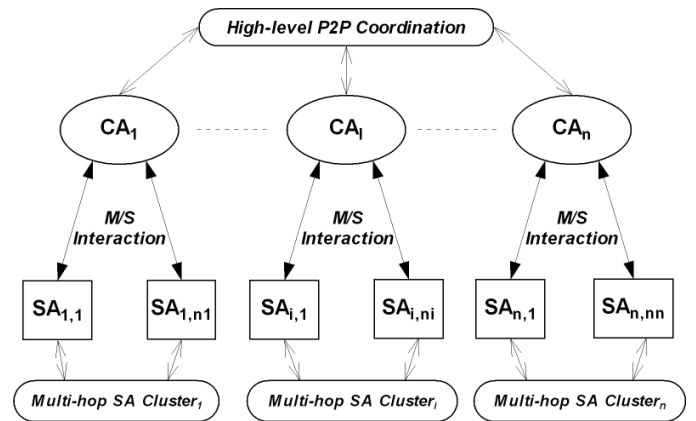 High-level P2P Coordination
CA₁
CAₗ
CAₙ
M/S
Interaction
M/S
Interaction
M/S
Interaction
SA₁,₁
SA₁,ₙ₁
SAᵢ,₁
SAᵢ,ₙᵢ
SAₙ,₁
SAₙ,ₙₙ
Multi-hop SA Cluster₁
Multi-hop SA Clusterᵢ
Multi-hop SA Clusterₙ